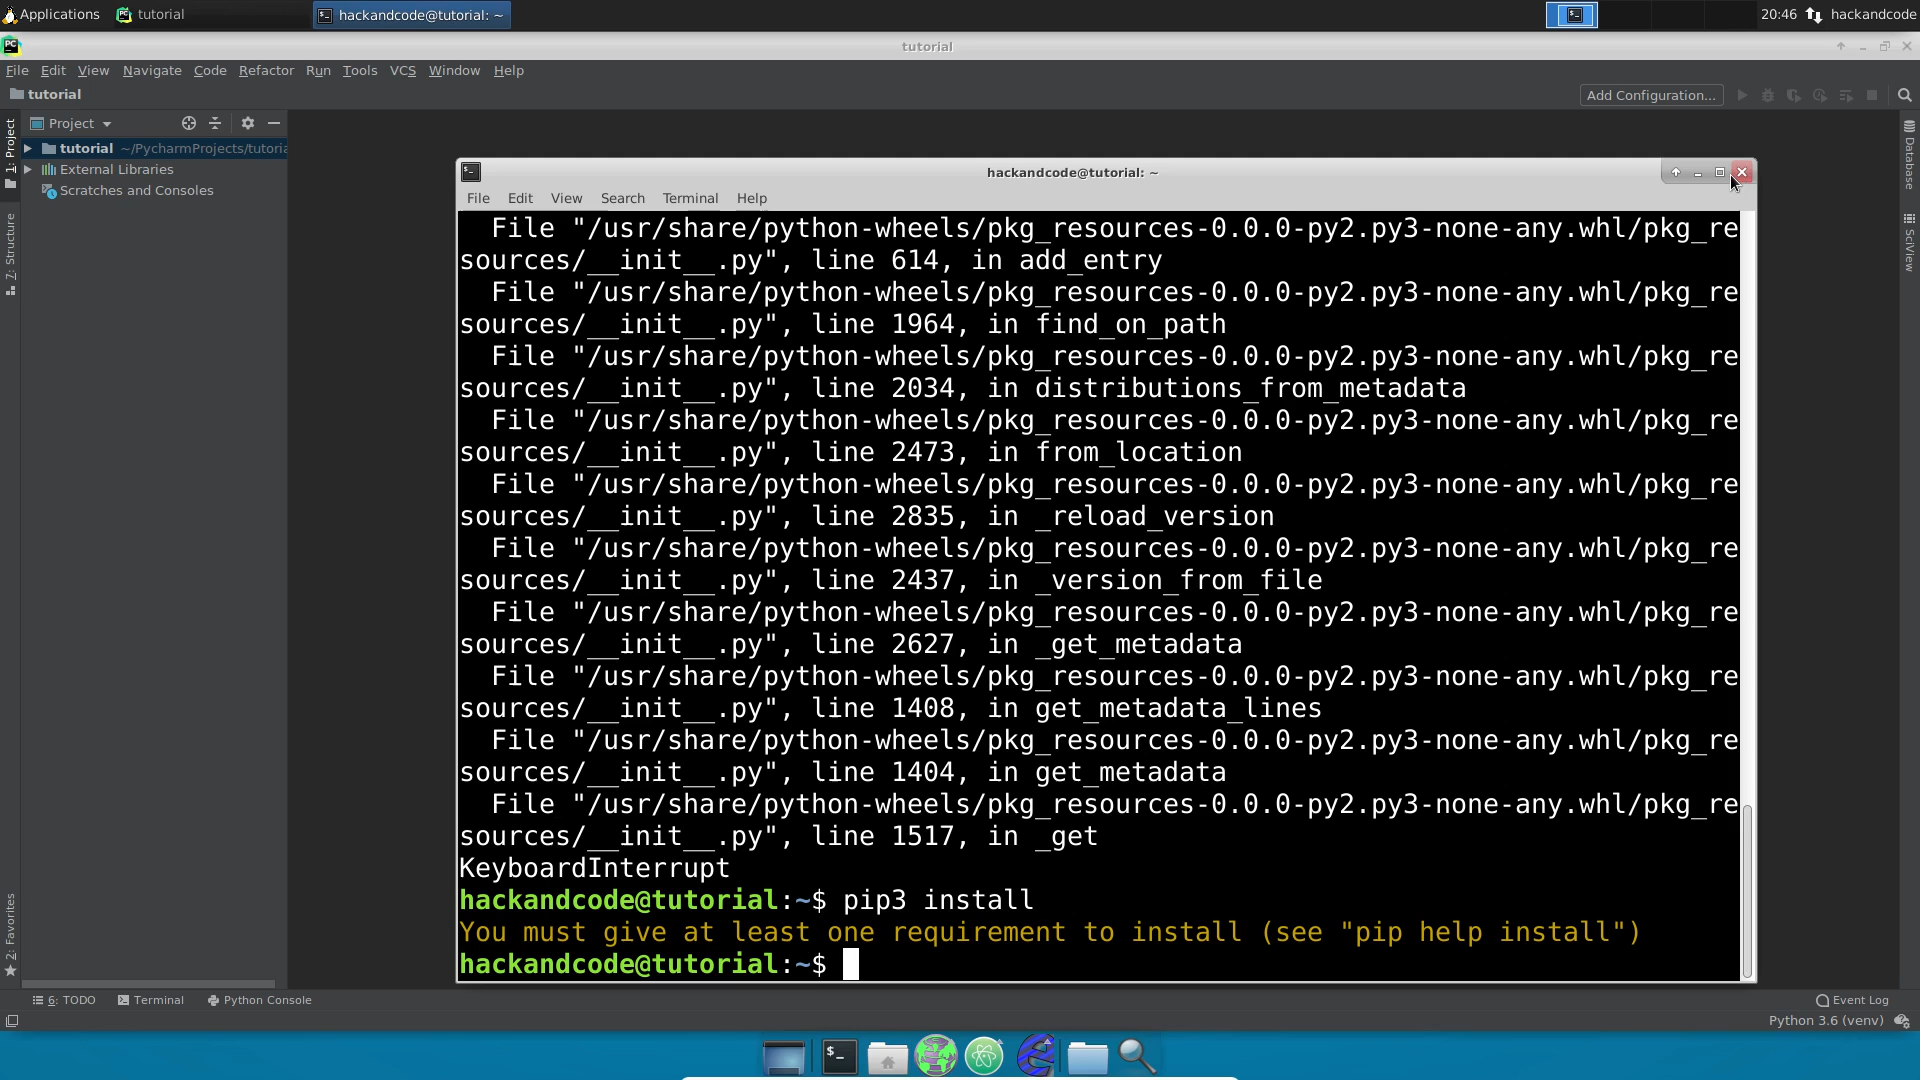 Applications tutorial hackandcode@tutorial: ~ 20:46 hackandcode
tutorial
File Edit View Navigate Code Refactor Run Tools VCS Window Help
tutorial Add Configuration...
Project
tutorial ~/PycharmProjects/tutoria
External Libraries
Scratches and Consoles
1: Project
7: Structure
2: Favorites
Database
SciView
hackandcode@tutorial: ~
File Edit View Search Terminal Help
File "/usr/share/python-wheels/pkg_resources-0.0.0-py2.py3-none-any.whl/pkg_re
sources/__init__.py", line 614, in add_entry
File "/usr/share/python-wheels/pkg_resources-0.0.0-py2.py3-none-any.whl/pkg_re
sources/__init__.py", line 1964, in find_on_path
File "/usr/share/python-wheels/pkg_resources-0.0.0-py2.py3-none-any.whl/pkg_re
sources/__init__.py", line 2034, in distributions_from_metadata
File "/usr/share/python-wheels/pkg_resources-0.0.0-py2.py3-none-any.whl/pkg_re
sources/__init__.py", line 2473, in from_location
File "/usr/share/python-wheels/pkg_resources-0.0.0-py2.py3-none-any.whl/pkg_re
sources/__init__.py", line 2835, in _reload_version
File "/usr/share/python-wheels/pkg_resources-0.0.0-py2.py3-none-any.whl/pkg_re
sources/__init__.py", line 2437, in _version_from_file
File "/usr/share/python-wheels/pkg_resources-0.0.0-py2.py3-none-any.whl/pkg_re
sources/__init__.py", line 2627, in _get_metadata
File "/usr/share/python-wheels/pkg_resources-0.0.0-py2.py3-none-any.whl/pkg_re
sources/__init__.py", line 1408, in get_metadata_lines
File "/usr/share/python-wheels/pkg_resources-0.0.0-py2.py3-none-any.whl/pkg_re
sources/__init__.py", line 1404, in get_metadata
File "/usr/share/python-wheels/pkg_resources-0.0.0-py2.py3-none-any.whl/pkg_re
sources/__init__.py", line 1517, in _get
KeyboardInterrupt
hackandcode@tutorial:~$ pip3 install
You must give at least one requirement to install (see "pip help install")
hackandcode@tutorial:~$
6: TODO Terminal Python Console Event Log
Python 3.6 (venv)